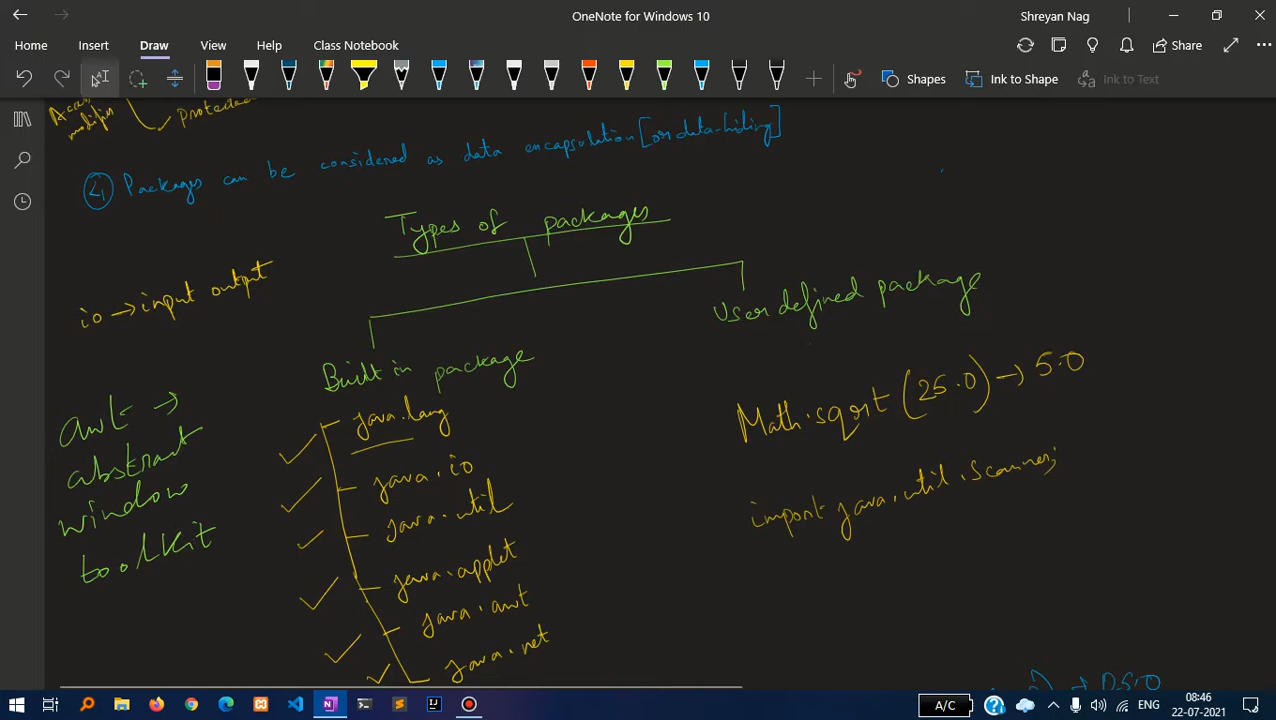 OneNote for Windows 10
Shreyan Nag
Home Insert Draw View Help Class Notebook
Share
Shapes Ink to Shape Ink to Text
Access modifier
protected
2, Packages can be considered as data encapsulation [or data-hiding]
Types of packages
io → input output
User defined package
Built in package
Math.sqrt (25.0) → 5.0
awt →
abstract
window
toolkit
java.lang
java.io
java.util
java.applet
java.awt
java.net
import java.util.Scanner;
A/C
08:46
22-07-2021